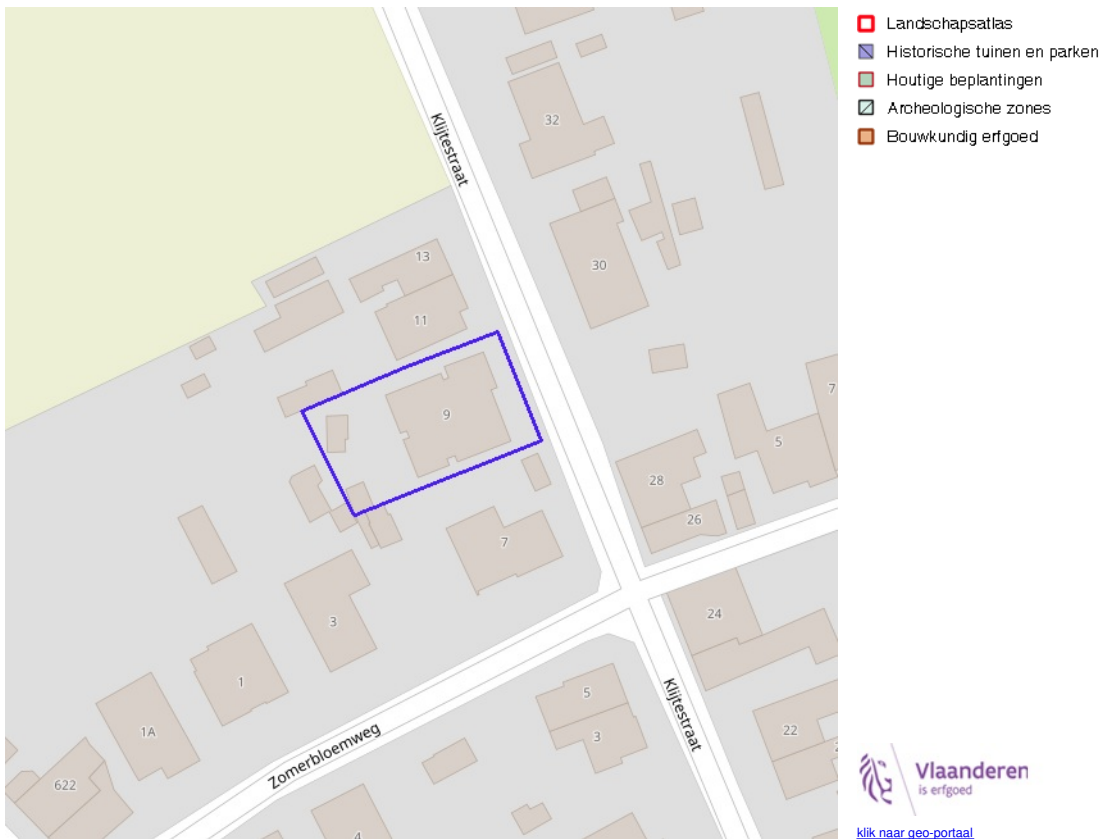 Klijtestraat
32
30
13
11
9
7
5
28
26
7
3
1
1A
622
24
22
5
3
4
2
Klijtestraat
Zomerbloemweg
Landschapsatlas
Historische tuinen en parken
Houtige beplantingen
Archeologische zones
Bouwkundig erfgoed
Vlaanderen
is erfgoed
klik naar geo-portaal